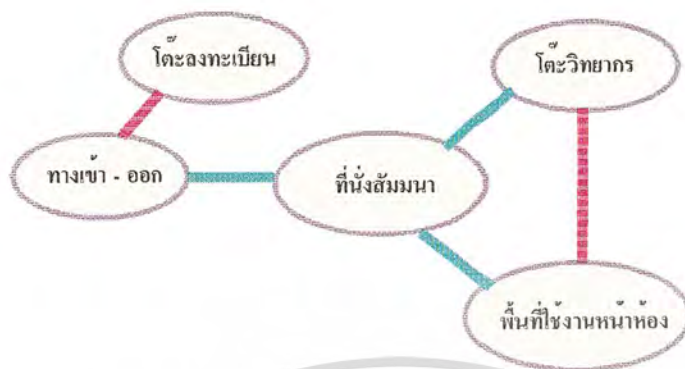 โต๊ะลงทะเบียน
โต๊ะวิทยากร
ทางเข้า - ออก
ที่นั่งสัมมนา
พื้นที่ใช้งานหน้าห้อง